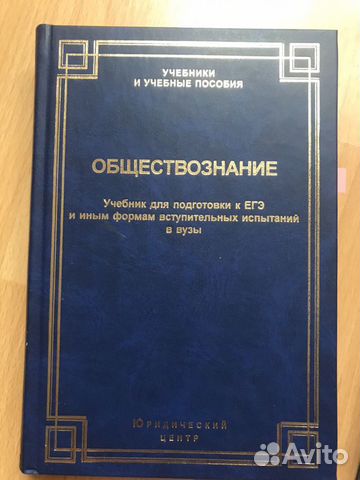 УЧЕБНИКИ
И УЧЕБНЫЕ ПОСОБИЯ
ОБЩЕСТВОЗНАНИЕ
Учебник для подготовки к ЕГЭ
и иным формам вступительных испытаний
в вузы
ЮРИДИЧЕСКИЙ
ЦЕНТР
Avito